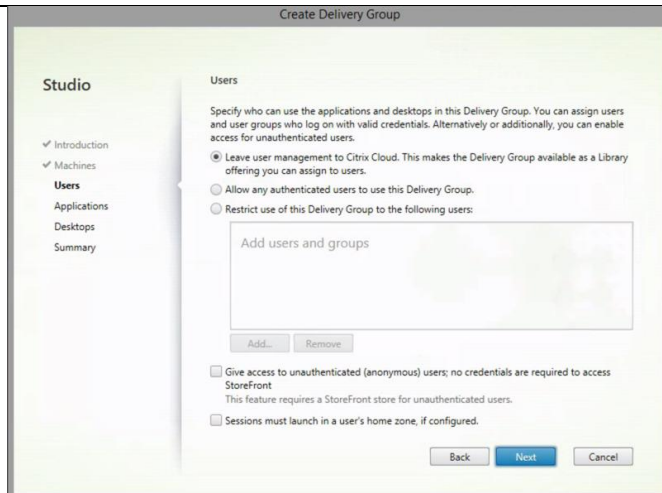 Create Delivery Group
Studio
Introduction
Machines
Users
Applications
Desktops
Summary
Users
Specify who can use the applications and desktops in this Delivery Group. You can assign users
and user groups who log on with valid credentials. Alternatively or additionally, you can enable
access for unauthenticated users.
Leave user management to Citrix Cloud. This makes the Delivery Group available as a Library
offering you can assign to users.
Allow any authenticated users to use this Delivery Group.
Restrict use of this Delivery Group to the following users:
Add users and groups
Add... Remove
Give access to unauthenticated (anonymous) users; no credentials are required to access
StoreFront
This feature requires a StoreFront store for unauthenticated users.
Sessions must launch in a user's home zone, if configured.
Back Next Cancel